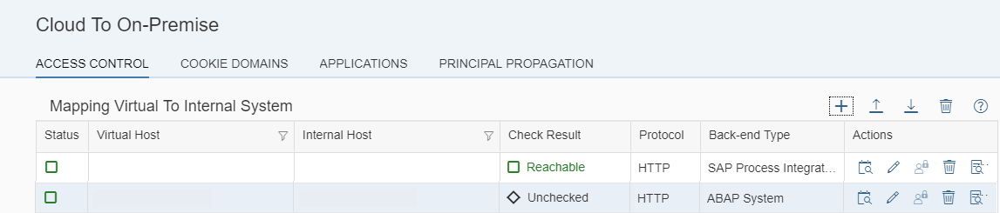 Cloud To On-Premise
ACCESS CONTROL COOKIE DOMAINS APPLICATIONS PRINCIPAL PROPAGATION
Mapping Virtual To Internal System
Status Virtual Host Internal Host Check Result Protocol Back-end Type Actions
Reachable HTTP SAP Process Integrat...
Unchecked HTTP ABAP System